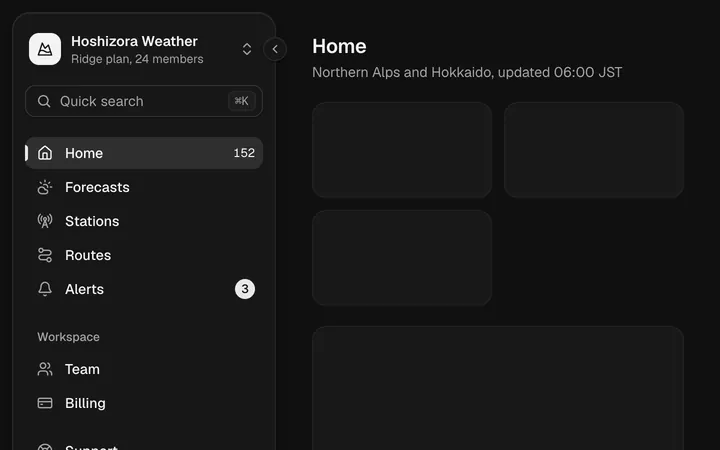 Hoshizora Weather
Ridge plan, 24 members
Quick search ⌘K
Home 152
Forecasts
Stations
Routes
Alerts 3
Workspace
Team
Billing
Support
Home
Northern Alps and Hokkaido, updated 06:00 JST